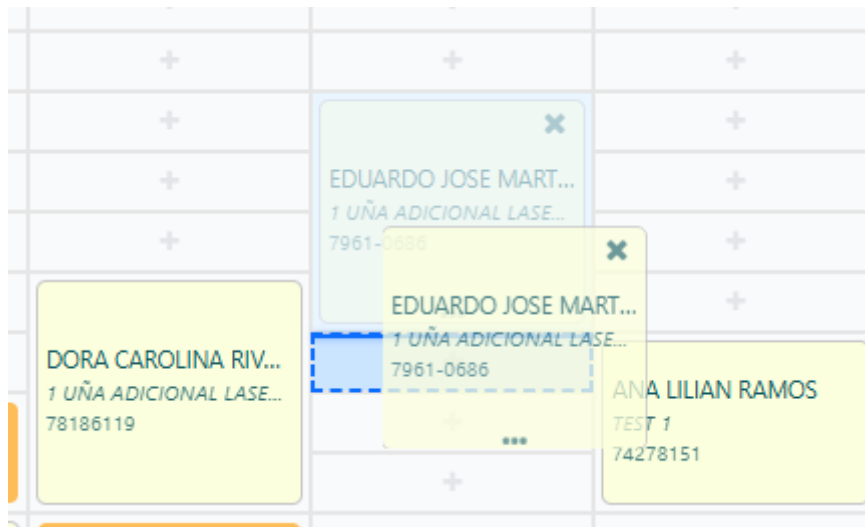 EDUARDO JOSE MART...
1 UÑA ADICIONAL LASE...
7961-0686
EDUARDO JOSE MART...
1 UÑA ADICIONAL LASE...
7961-0686
DORA CAROLINA RIV...
1 UÑA ADICIONAL LASE...
78186119
ANA LILIAN RAMOS
TEST 1
74278151